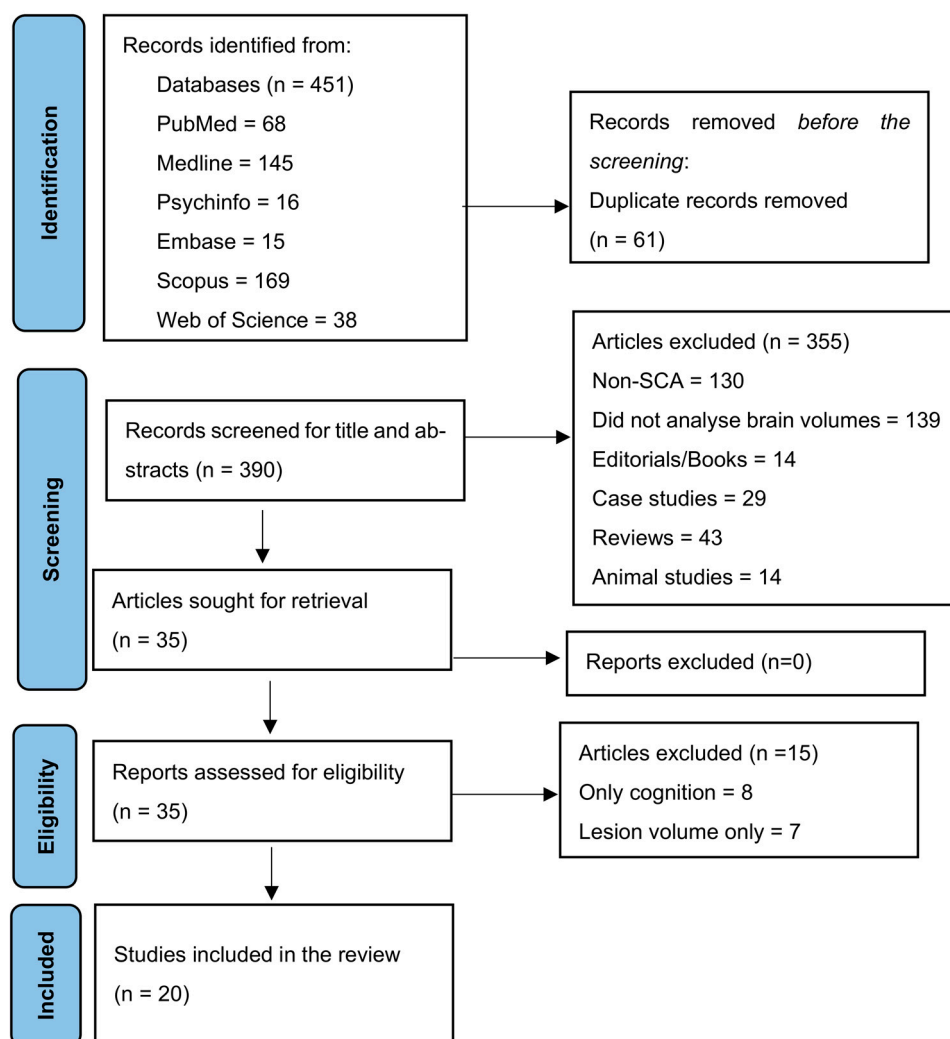 Identification
Records identified from:
Databases (n = 451)
PubMed = 68
Medline = 145
Psychinfo = 16
Embase = 15
Scopus = 169
Web of Science = 38
Records removed before the
screening:
Duplicate records removed
(n = 61)
Screening
Records screened for title and ab-
stracts (n = 390)
Articles excluded (n = 355)
Non-SCA = 130
Did not analyse brain volumes = 139
Editorials/Books = 14
Case studies = 29
Reviews = 43
Animal studies = 14
Articles sought for retrieval
(n = 35)
Reports excluded (n=0)
Eligibility
Reports assessed for eligibility
(n = 35)
Articles excluded (n =15)
Only cognition = 8
Lesion volume only = 7
Included
Studies included in the review
(n = 20)